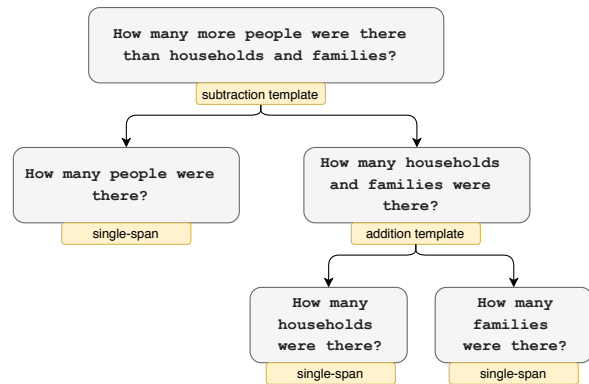 How many more people were there
than households and families?
subtraction template
How many people were
there?
single-span
How many households
and families were
there?
addition template
How many
households
were there?
single-span
How many
families
were there?
single-span